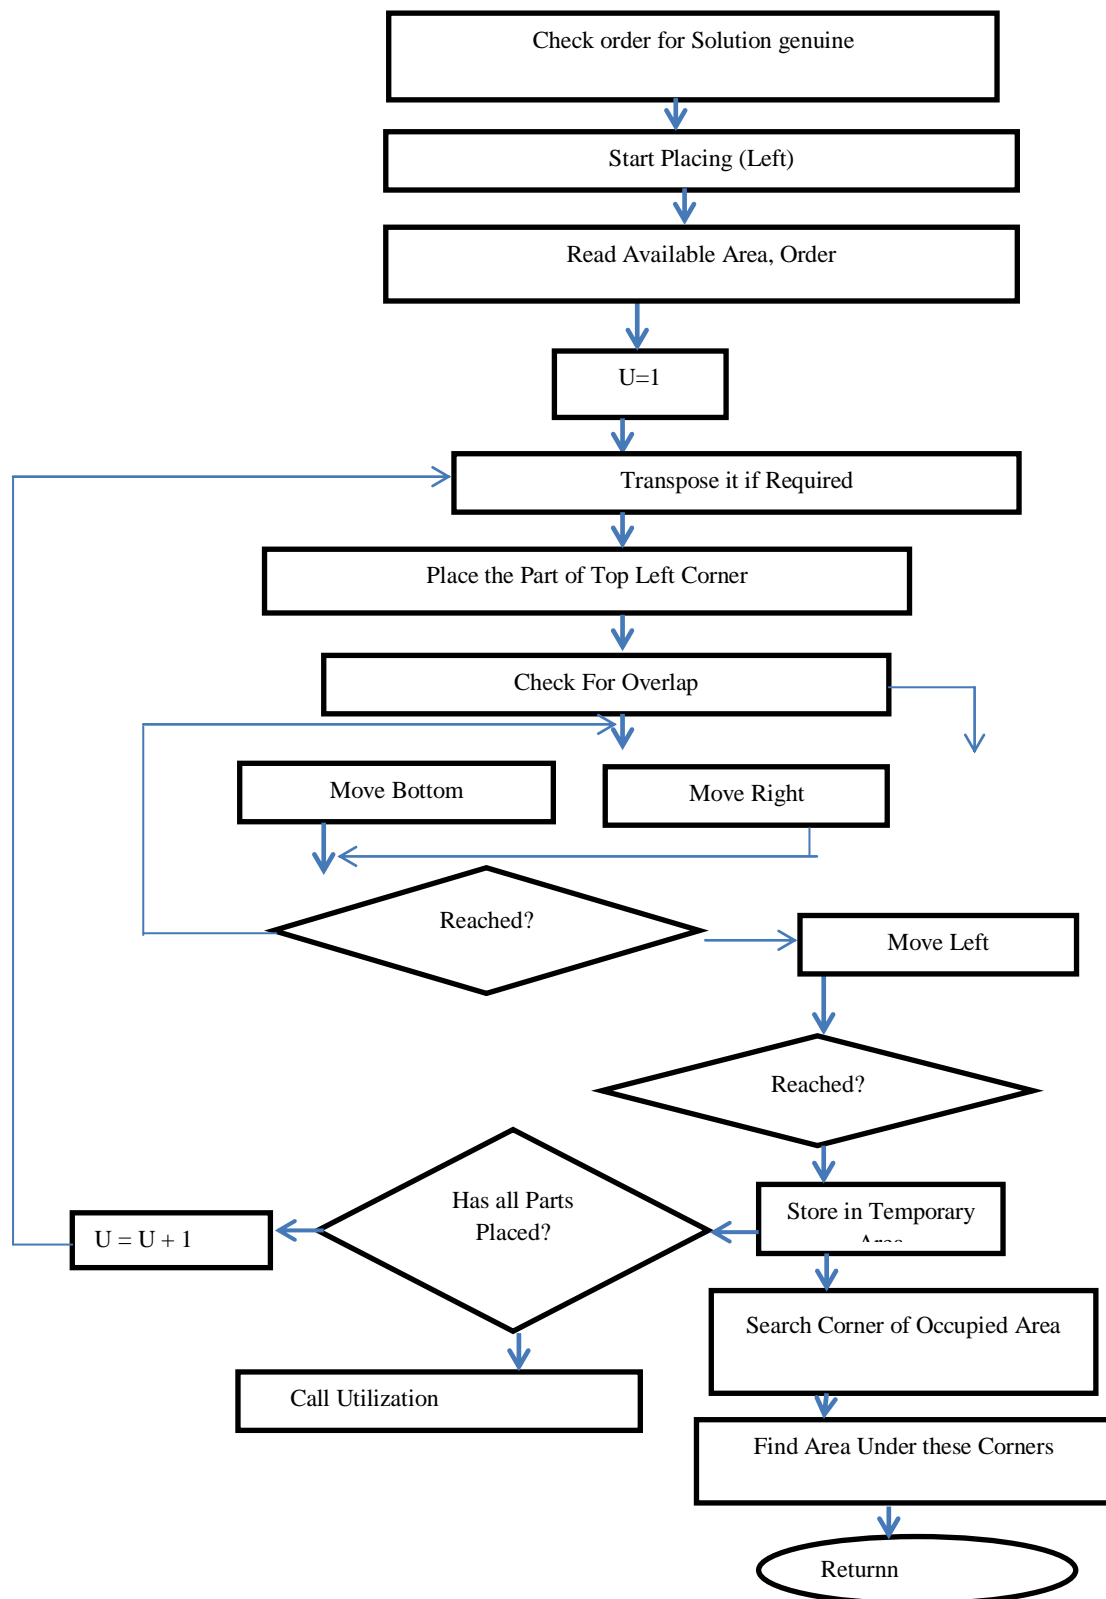 Check order for Solution genuine
Start Placing (Left)
Read Available Area, Order
U=1
Transpose it if Required
Place the Part of Top Left Corner
Check For Overlap
Move Bottom
Move Right
Reached?
Move Left
Reached?
Has all Parts
Placed?
Store in Temporary
Area
U = U + 1
Search Corner of Occupied Area
Call Utilization
Find Area Under these Corners
Returnn